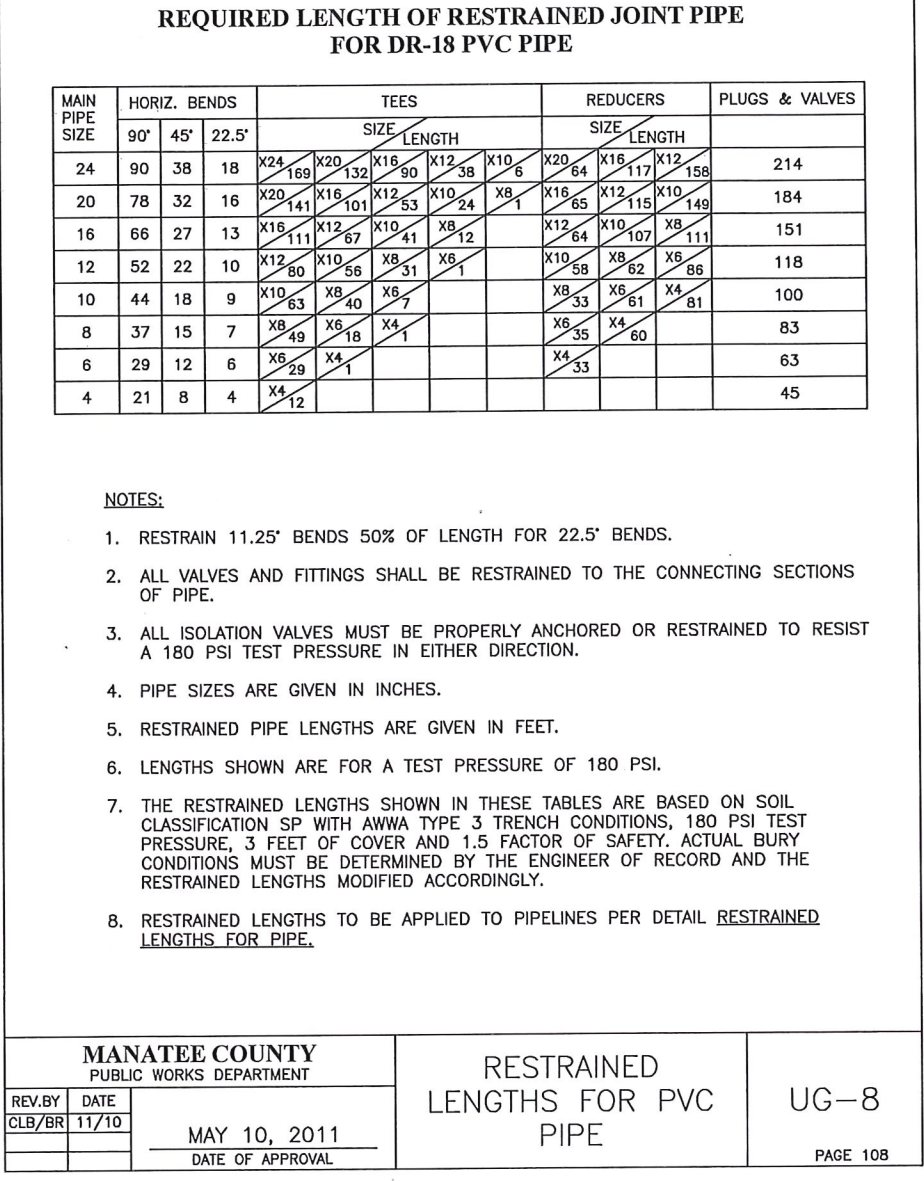 REQUIRED LENGTH OF RESTRAINED JOINT PIPE
FOR DR-18 PVC PIPE
MAIN PIPE SIZE HORIZ. BENDS TEES REDUCERS PLUGS & VALVES
90° 45° 22.5° SIZE/LENGTH SIZE/LENGTH
24 90 38 18 X24/169 X20/132 X16/90 X12/38 X10/6 X20/64 X16/117 X12/158 214
20 78 32 16 X20/141 X16/101 X12/53 X10/24 X8/1 X16/65 X12/115 X10/149 184
16 66 27 13 X16/111 X12/67 X10/41 X8/12 X12/64 X10/107 X8/111 151
12 52 22 10 X12/80 X10/56 X8/31 X6/1 X10/58 X8/62 X6/86 118
10 44 18 9 X10/63 X8/40 X6/7 X8/33 X6/61 X4/81 100
8 37 15 7 X8/49 X6/18 X4/1 X6/35 X4/60 83
6 29 12 6 X6/29 X4/1 X4/33 63
4 21 8 4 X4/12 45
NOTES:
1. RESTRAIN 11.25° BENDS 50% OF LENGTH FOR 22.5° BENDS.
2. ALL VALVES AND FITTINGS SHALL BE RESTRAINED TO THE CONNECTING SECTIONS
OF PIPE.
3. ALL ISOLATION VALVES MUST BE PROPERLY ANCHORED OR RESTRAINED TO RESIST
A 180 PSI TEST PRESSURE IN EITHER DIRECTION.
4. PIPE SIZES ARE GIVEN IN INCHES.
5. RESTRAINED PIPE LENGTHS ARE GIVEN IN FEET.
6. LENGTHS SHOWN ARE FOR A TEST PRESSURE OF 180 PSI.
7. THE RESTRAINED LENGTHS SHOWN IN THESE TABLES ARE BASED ON SOIL
CLASSIFICATION SP WITH AWWA TYPE 3 TRENCH CONDITIONS, 180 PSI TEST
PRESSURE, 3 FEET OF COVER AND 1.5 FACTOR OF SAFETY. ACTUAL BURY
CONDITIONS MUST BE DETERMINED BY THE ENGINEER OF RECORD AND THE
RESTRAINED LENGTHS MODIFIED ACCORDINGLY.
8. RESTRAINED LENGTHS TO BE APPLIED TO PIPELINES PER DETAIL RESTRAINED
LENGTHS FOR PIPE.
MANATEE COUNTY
PUBLIC WORKS DEPARTMENT
REV.BY DATE
CLB/BR 11/10
MAY 10, 2011
DATE OF APPROVAL
RESTRAINED
LENGTHS FOR PVC
PIPE
UG-8
PAGE 108